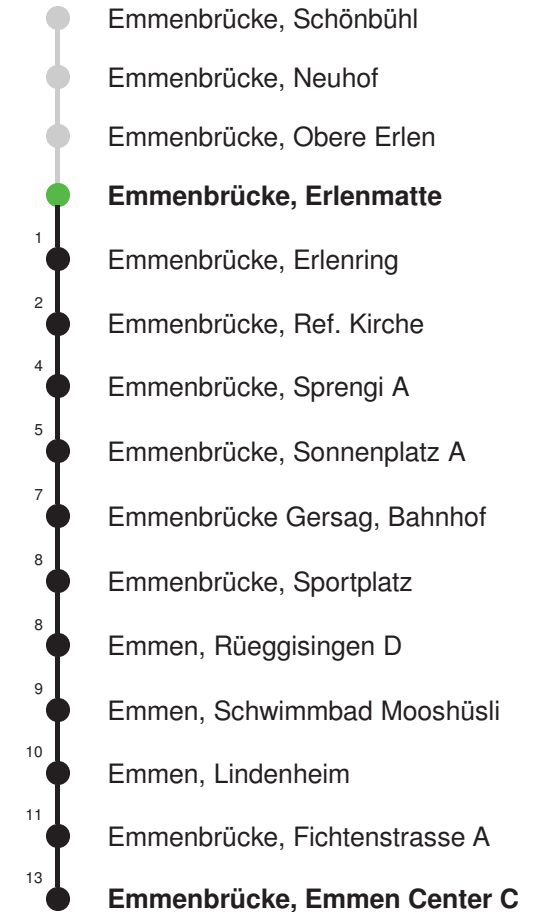 Emmenbrücke, Schönbühl
Emmenbrücke, Neuhof
Emmenbrücke, Obere Erlen
Emmenbrücke, Erlenmatte
1
Emmenbrücke, Erlenring
2
Emmenbrücke, Ref. Kirche
4
Emmenbrücke, Sprengi A
5
Emmenbrücke, Sonnenplatz A
7
Emmenbrücke Gersag, Bahnhof
8
Emmenbrücke, Sportplatz
8
Emmen, Rüeggisingen D
9
Emmen, Schwimmbad Mooshüsli
10
Emmen, Lindenheim
11
Emmenbrücke, Fichtenstrasse A
13
Emmenbrücke, Emmen Center C